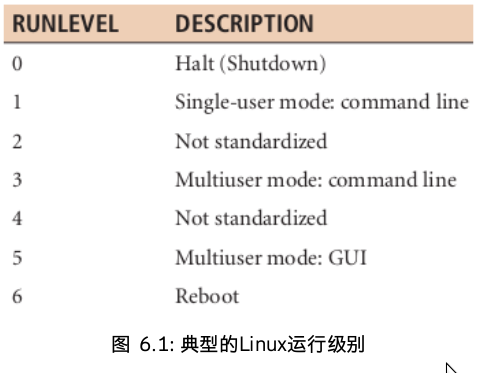 RUNLEVEL DESCRIPTION
0 Halt (Shutdown)
1 Single-user mode: command line
2 Not standardized
3 Multiuser mode: command line
4 Not standardized
5 Multiuser mode: GUI
6 Reboot
图 6.1: 典型的Linux运行级别